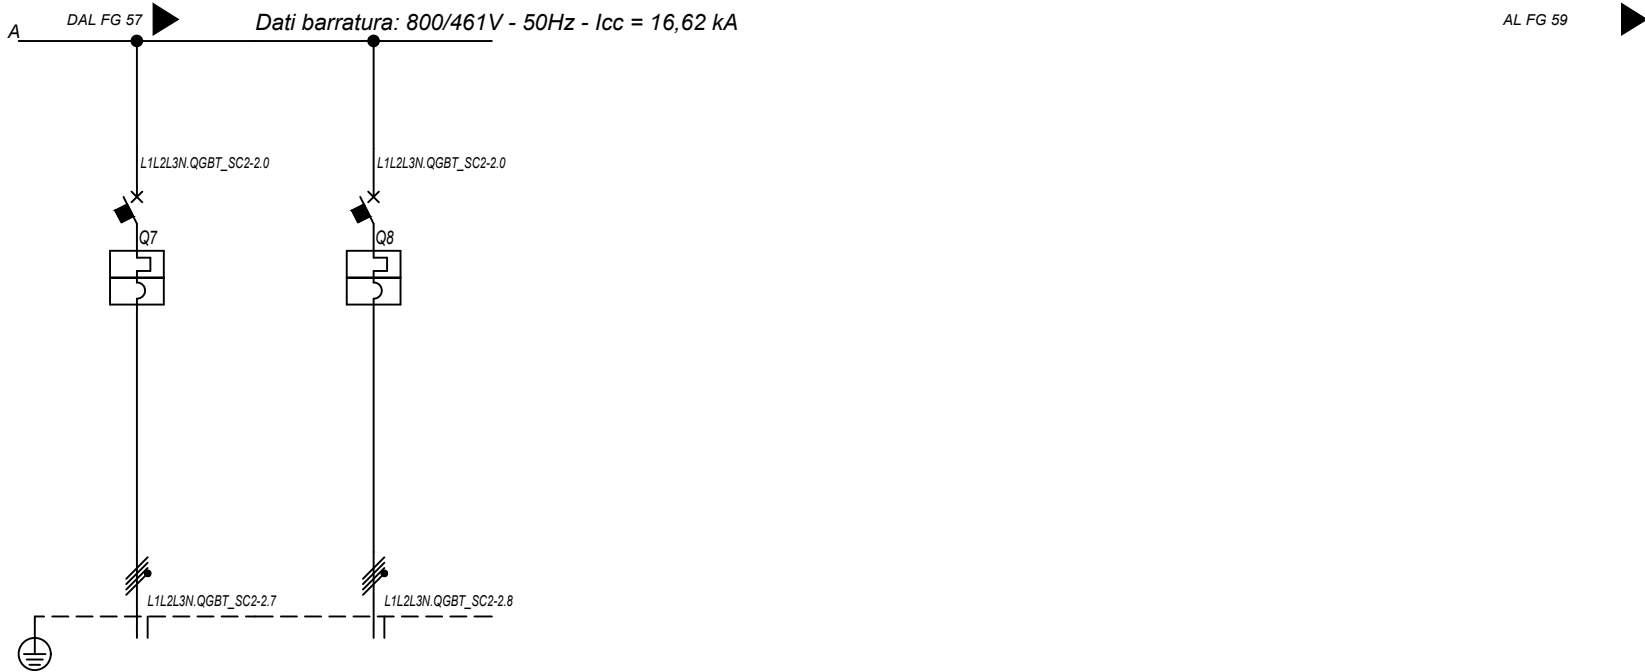 DAL FG 57
Dati barratura: 800/461V - 50Hz - Icc = 16,62 kA
AL FG 59
A
L1L2L3N.QGBT_SC2-2.0
L1L2L3N.QGBT_SC2-2.0
Q7
Q8
L1L2L3N.QGBT_SC2-2.7
L1L2L3N.QGBT_SC2-2.8